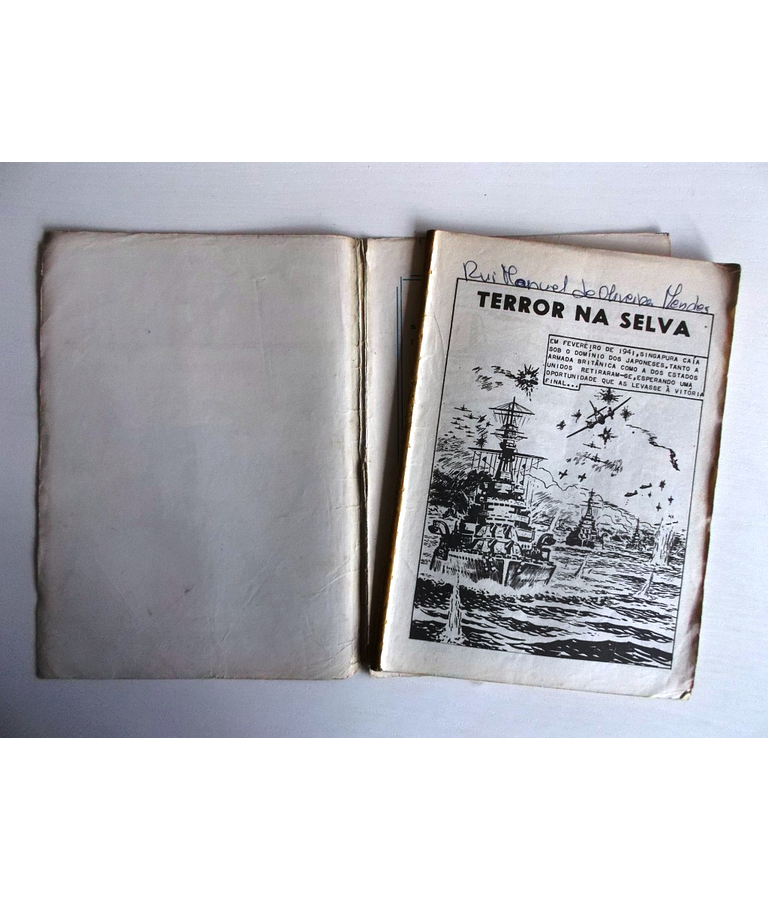 Rui Manuel de Oliveira Mendes
TERROR NA SELVA
EM FEVEREIRO DE 1941, SINGAPURA CAÍA
SOB O DOMÍNIO DOS JAPONESES. TANTO A
ARMADA BRITÂNICA COMO A DOS ESTADOS
UNIDOS RETIRARAM-SE, ESPERANDO UMA
OPORTUNIDADE QUE AS LEVASSE À VITÓRIA
FINAL...